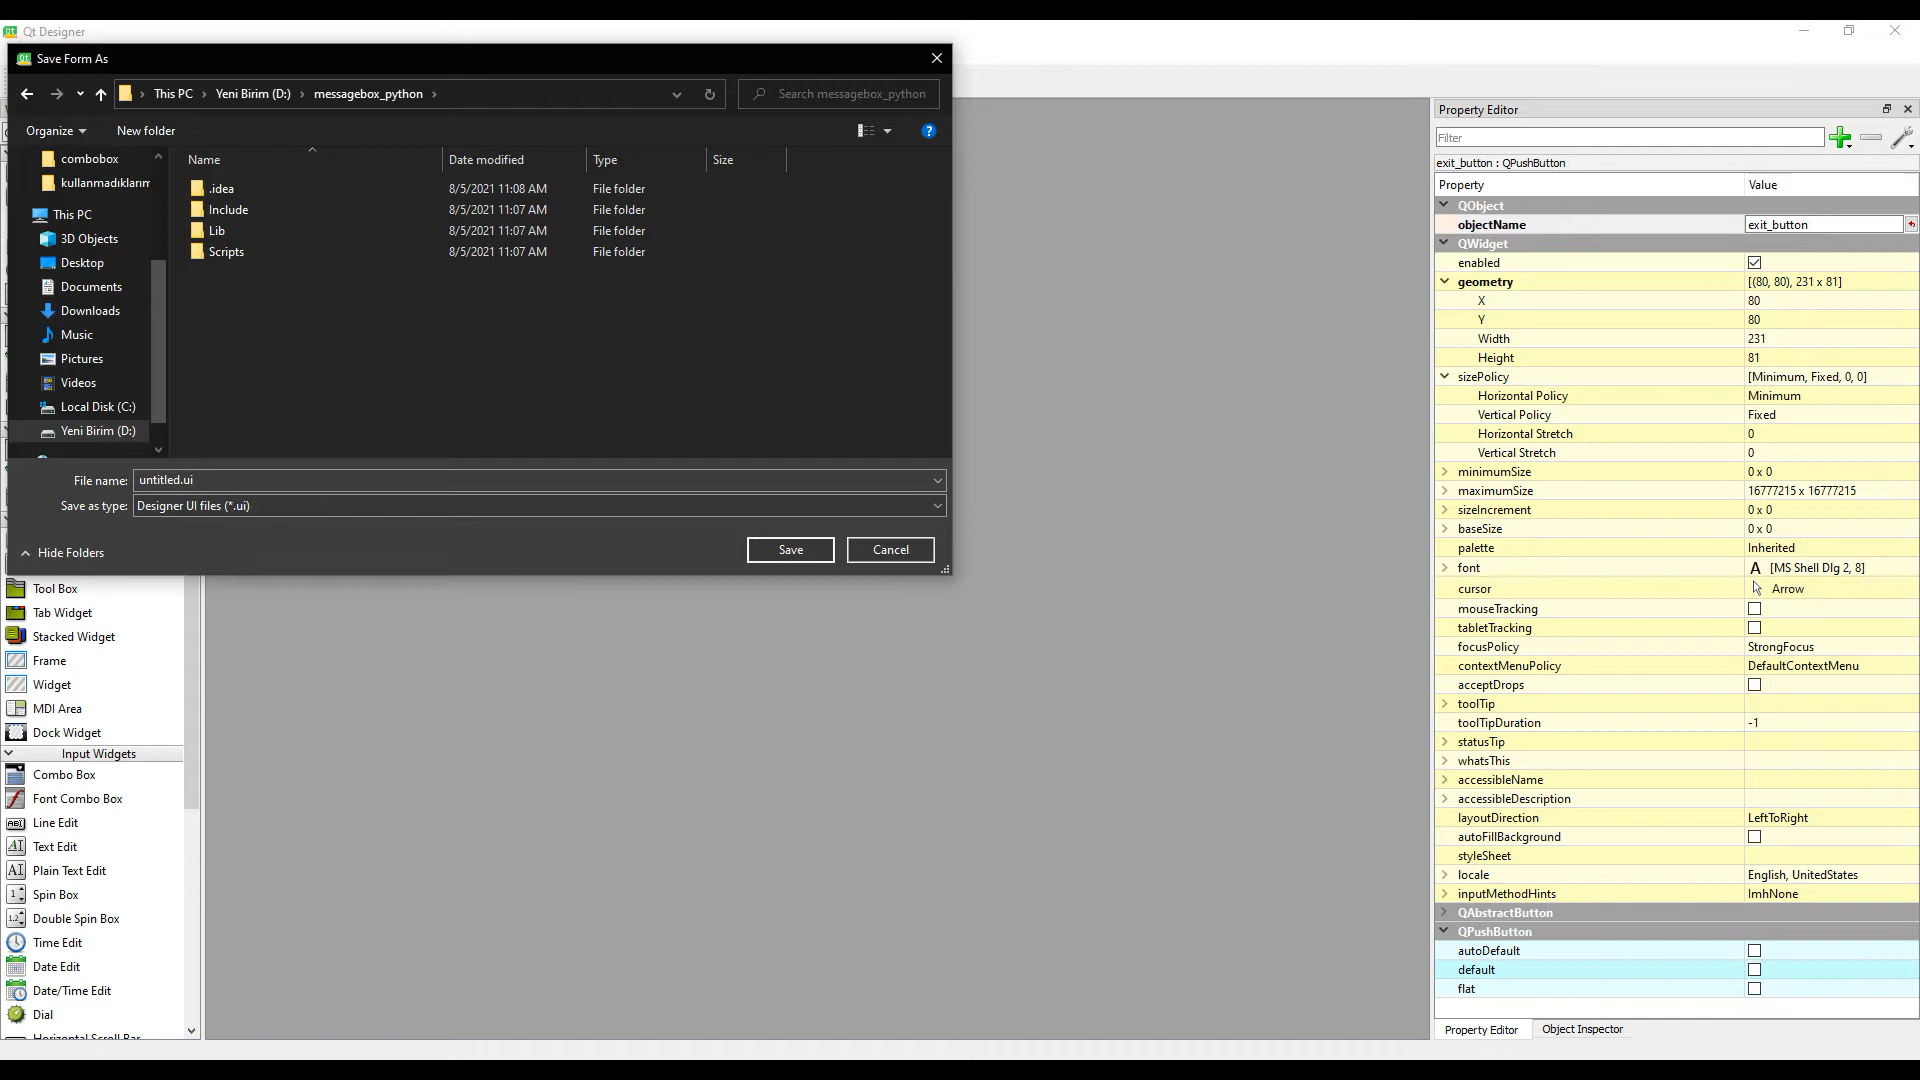 Qt Designer
Save Form As
This PC
Yeni Birim (D:)
messagebox_python
Search messagebox_python
Organize
New folder
combobox
kullanmadıklarım
This PC
3D Objects
Desktop
Documents
Downloads
Music
Pictures
Videos
Local Disk (C:)
Yeni Birim (D:)
Name Date modified Type Size
.idea 8/5/2021 11:08 AM File folder
Include 8/5/2021 11:07 AM File folder
Lib 8/5/2021 11:07 AM File folder
Scripts 8/5/2021 11:07 AM File folder
File name: untitled.ui
Save as type: Designer UI files (*.ui)
Hide Folders
Save
Cancel
Tool Box
Tab Widget
Stacked Widget
Frame
Widget
MDI Area
Dock Widget
Input Widgets
Combo Box
Font Combo Box
Line Edit
Text Edit
Plain Text Edit
Spin Box
Double Spin Box
Time Edit
Date Edit
Date/Time Edit
Dial
Horizontal Scroll Bar
Property Editor
Filter
exit_button : QPushButton
Property Value
QObject
objectName exit_button
QWidget
enabled
geometry [(80, 80), 231 x 81]
X 80
Y 80
Width 231
Height 81
sizePolicy [Minimum, Fixed, 0, 0]
Horizontal Policy Minimum
Vertical Policy Fixed
Horizontal Stretch 0
Vertical Stretch 0
minimumSize 0 x 0
maximumSize 16777215 x 16777215
sizeIncrement 0 x 0
baseSize 0 x 0
palette Inherited
font A [MS Shell Dlg 2, 8]
cursor Arrow
mouseTracking
tabletTracking
focusPolicy StrongFocus
contextMenuPolicy DefaultContextMenu
acceptDrops
toolTip
toolTipDuration -1
statusTip
whatsThis
accessibleName
accessibleDescription
layoutDirection LeftToRight
autoFillBackground
styleSheet
locale English, UnitedStates
inputMethodHints ImhNone
QAbstractButton
QPushButton
autoDefault
default
flat
Property Editor
Object Inspector